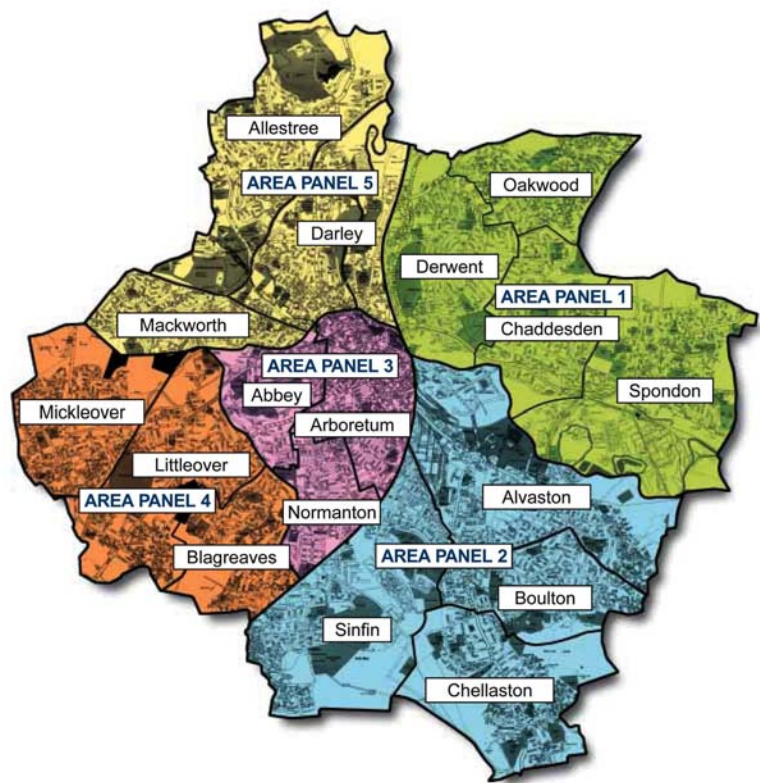 Allestree
Oakwood
AREA PANEL 5
Darley
Derwent
AREA PANEL 1
Mackworth
Chaddesden
AREA PANEL 3
Abbey
Spondon
Mickleover
Arboretum
Littleover
AREA PANEL 4
Alvaston
Normanton
Blagreaves
AREA PANEL 2
Boulton
Sinfin
Chellaston